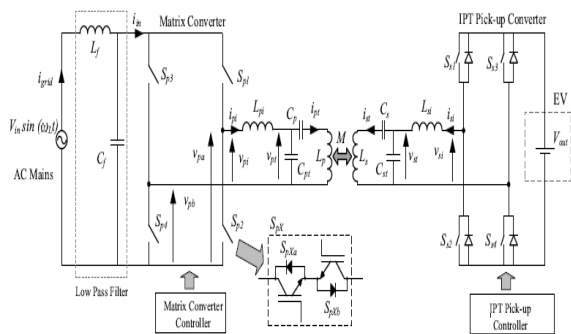 Matrix Converter
IPT Pick-up Converter
i_in
L_f
i_grid
S_p3
S_p1
S_s1
S_s3
EV
V_in sin (ω_L t)
AC Mains
C_f
i_pi
L_pi
C_p
i_pt
M
i_st
C_s
L_si
i_si
v_pa
v_pi
v_pt
C_pt
L_p
L_s
C_st
v_st
v_si
V_out
v_pb
S_p4
S_p2
S_pX
S_s2
S_s4
S_pXa
S_pXb
Low Pass Filter
Matrix Converter
Controller
IPT Pick-up
Controller